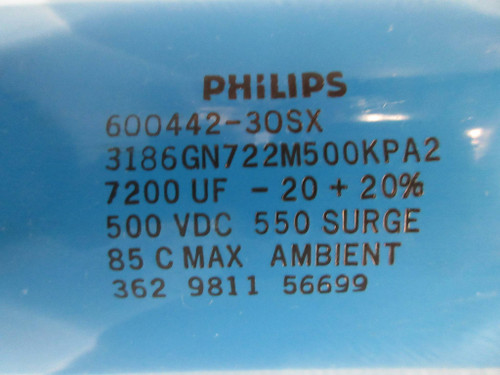 PHILIPS
600442-30SX
3186GN722M500KPA2
7200 UF - 20 + 20%
500 VDC 550 SURGE
85 C MAX AMBIENT
362 9811 56699